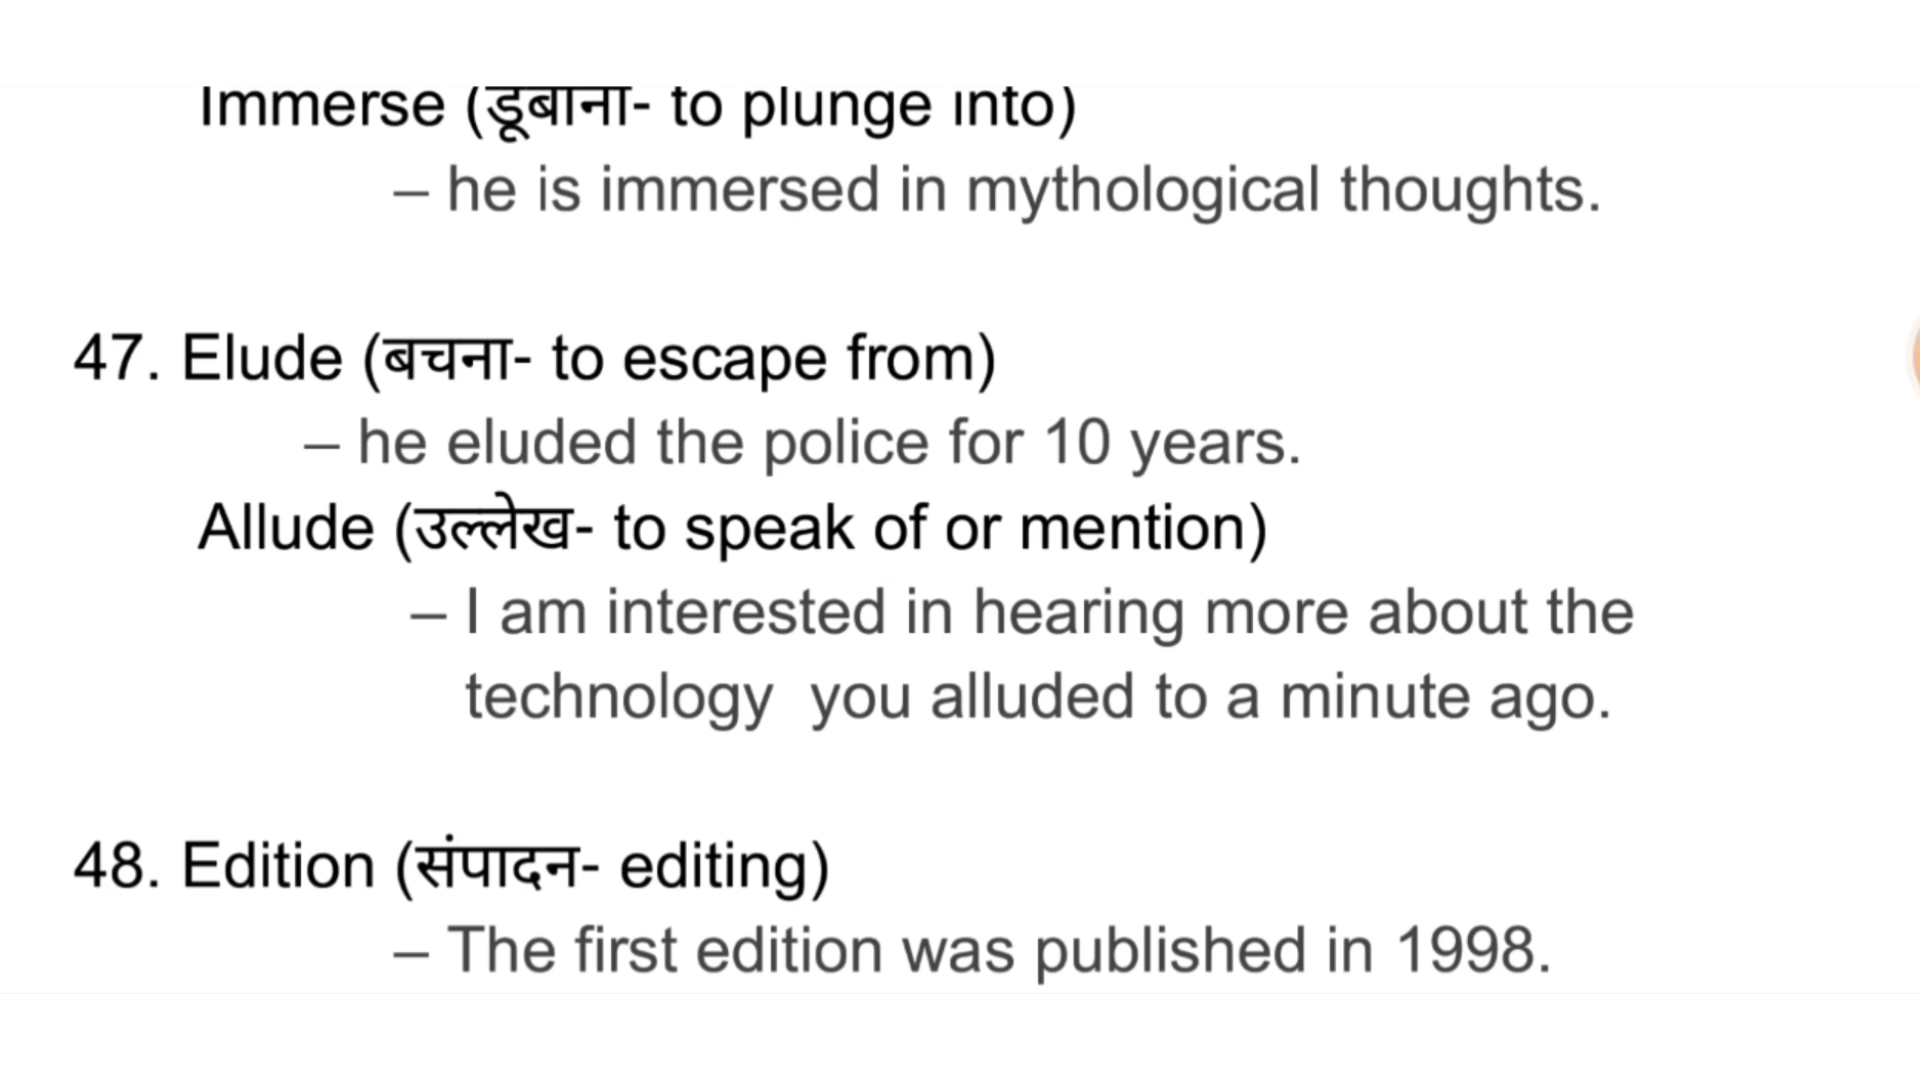 Immerse (डूबाना- to plunge into)
– he is immersed in mythological thoughts.
47. Elude (बचना- to escape from)
– he eluded the police for 10 years.
Allude (उल्लेख- to speak of or mention)
– I am interested in hearing more about the
technology you alluded to a minute ago.
48. Edition (संपादन- editing)
– The first edition was published in 1998.